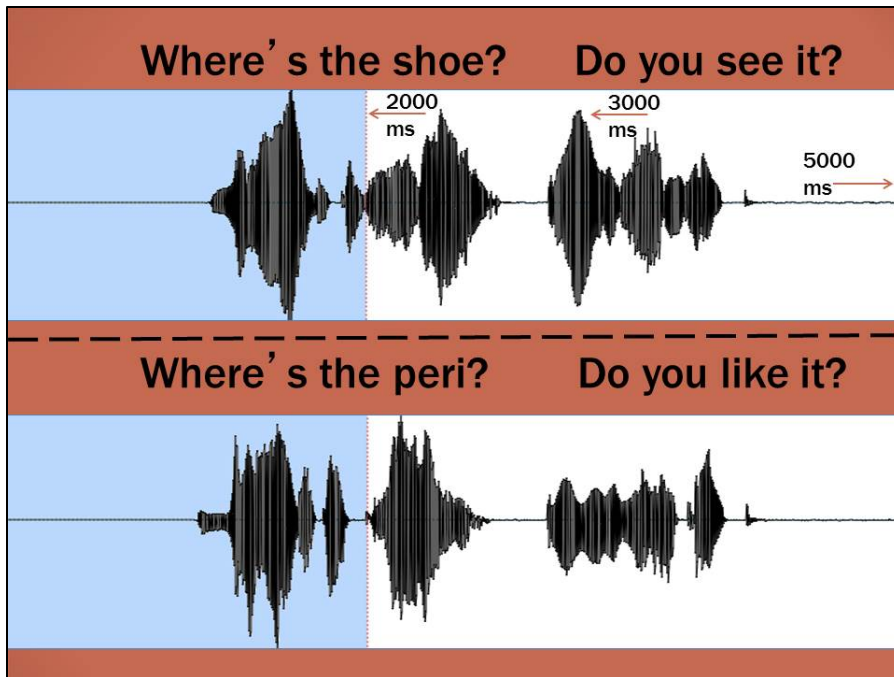 Where’s the shoe? Do you see it?
2000
ms
3000
ms
5000
ms
Where’s the peri? Do you like it?